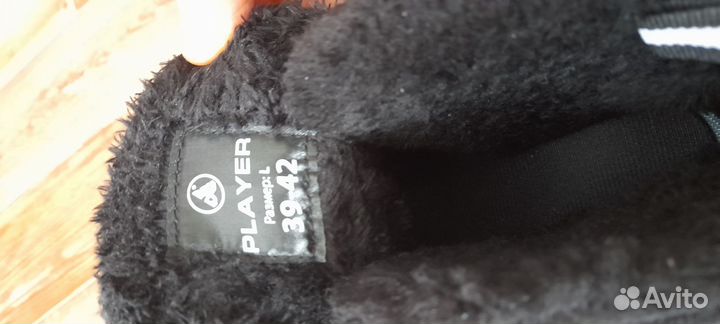 PLAYER
Размер: L
39-42
Avito